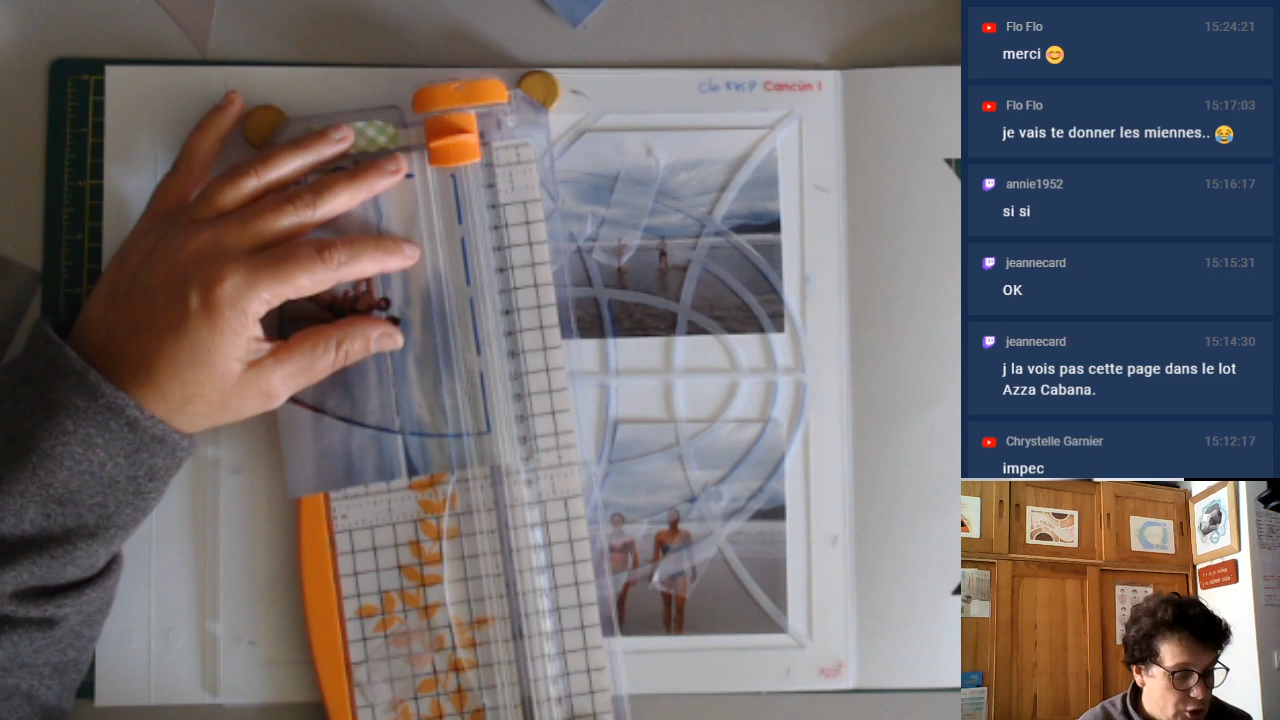 Cancún 1
Flo Flo 15:24:21
merci 😊
Flo Flo 15:17:03
je vais te donner les miennes.. 😂
annie1952 15:16:17
si si
jeannecard 15:15:31
OK
jeannecard 15:14:30
j la vois pas cette page dans le lot
Azza Cabana.
Chrystelle Garnier 15:12:17
impec